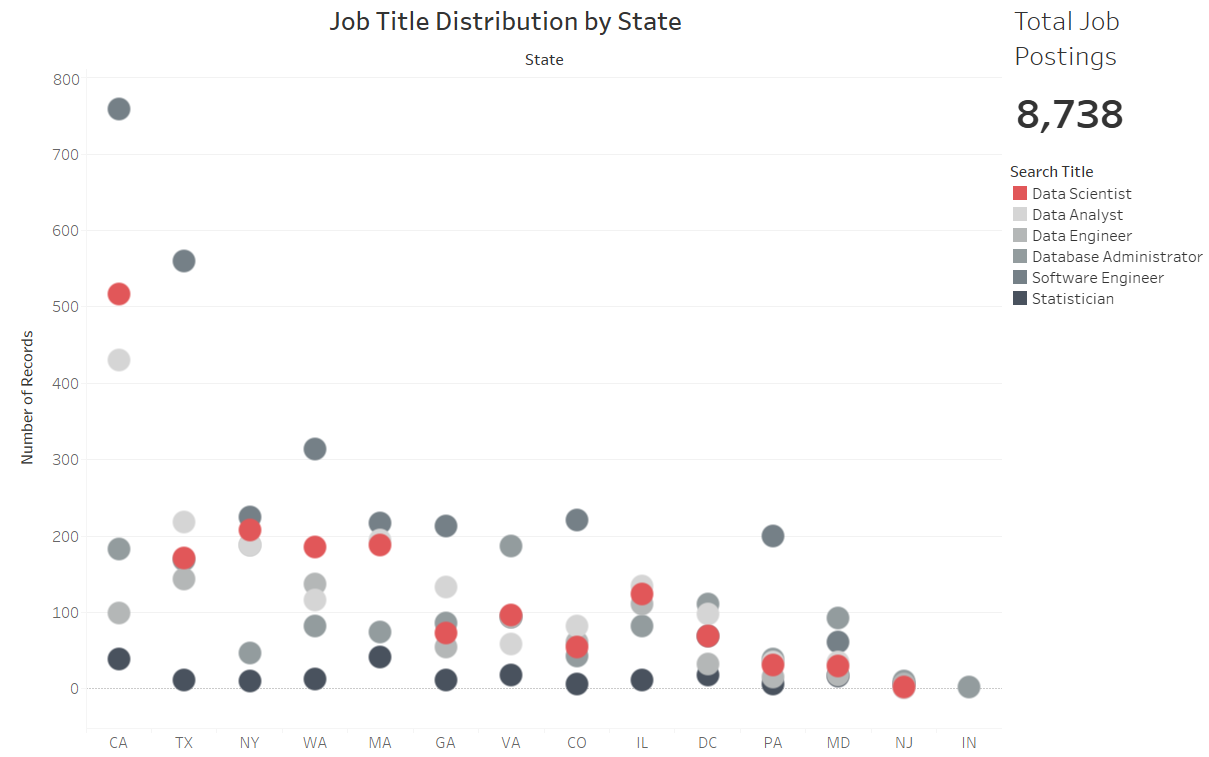 Job Title Distribution by State
State
Total Job
Postings
8,738
Search Title
Data Scientist
Data Analyst
Data Engineer
Database Administrator
Software Engineer
Statistician
Number of Records
800
700
600
500
400
300
200
100
0
CA TX NY WA MA GA VA CO IL DC PA MD NJ IN